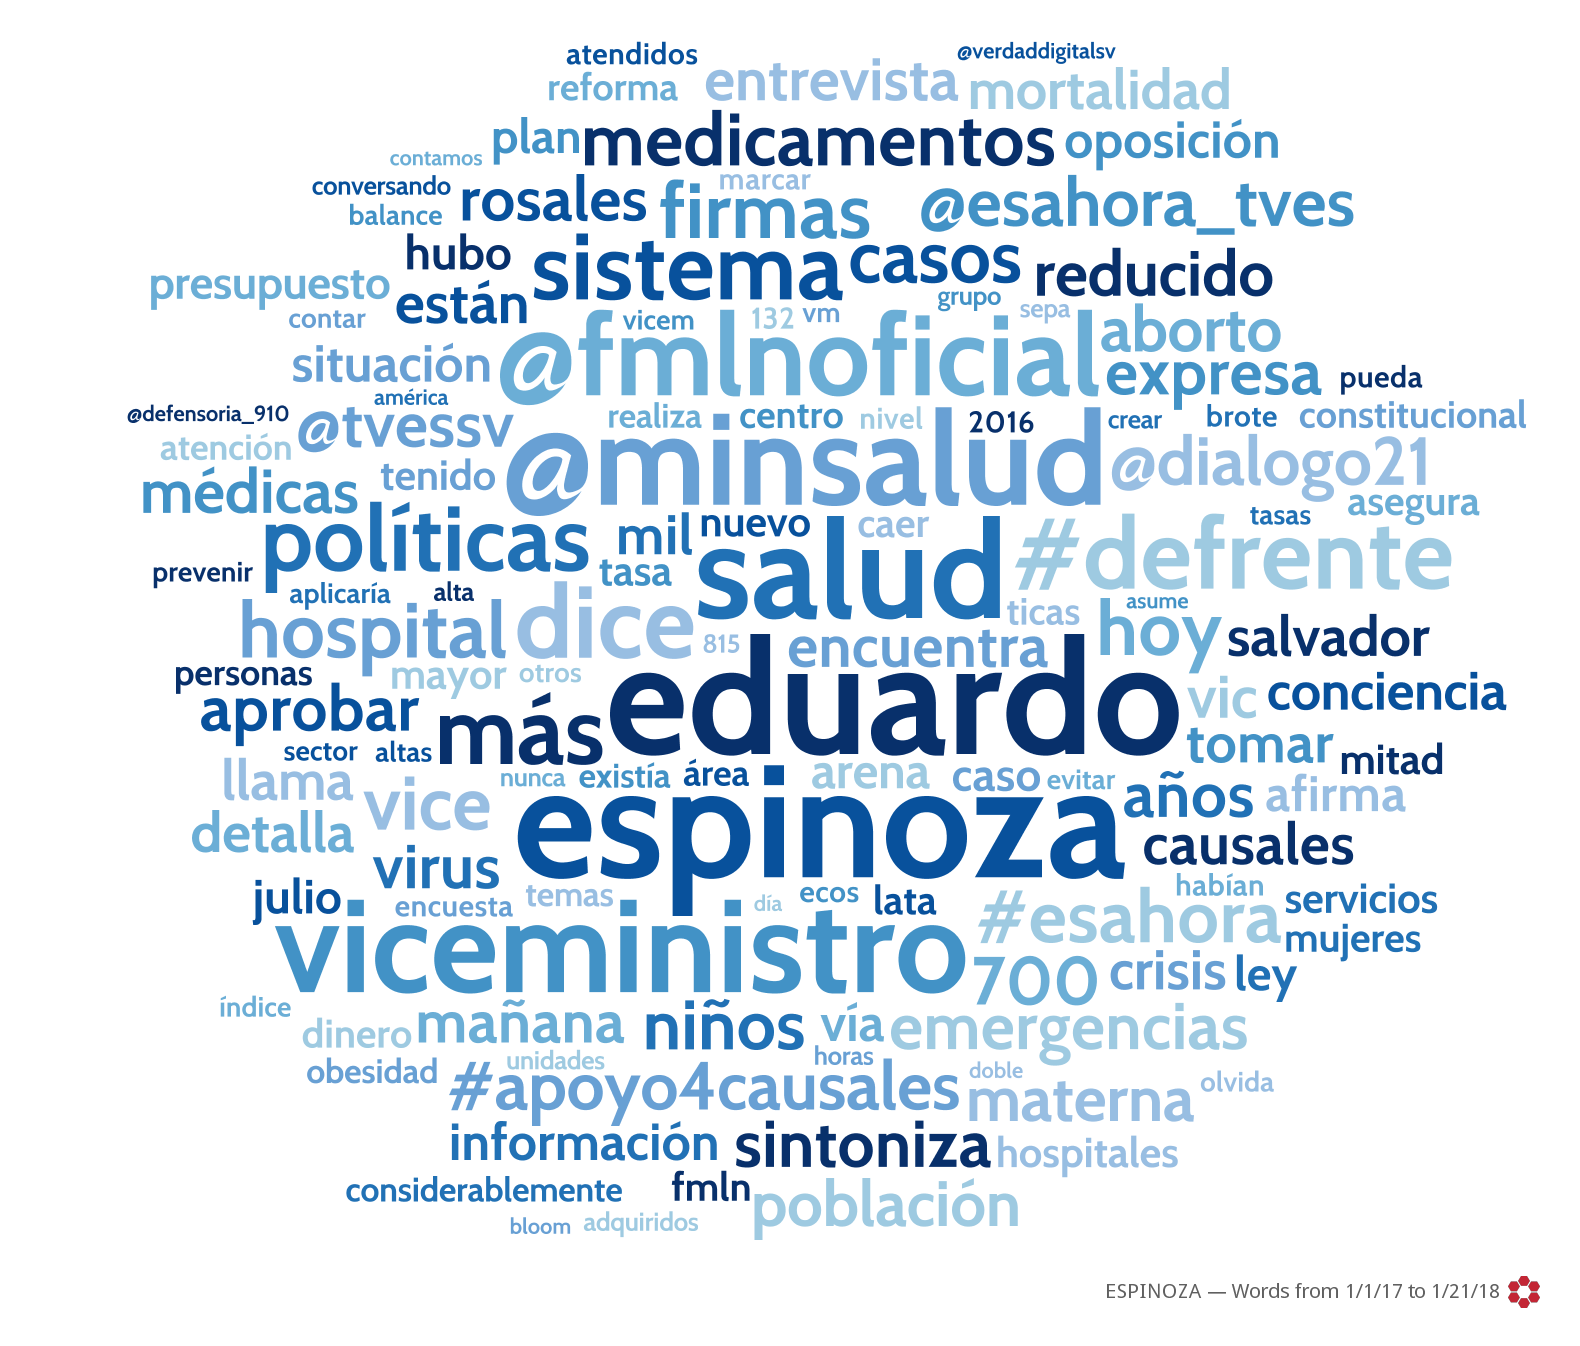 atendidos @verdaddigitalsv
reforma entrevista mortalidad
plan medicamentos oposición
contamos
conversando rosales marcar firmas @esahora_tves
balance
hubo sistema casos reducido
presupuesto están grupo sepa
contar vicem 132 vm
situación @fmlnoficial aborto
expresa pueda
américa
@defensoria_910 @tvessv realiza centro nivel 2016 crear brote constitucional
atención tenido @minsalud @dialogo21
médicas asegura
políticas mil nuevo caer tasas
prevenir tasa salud #defrente
aplicaría alta ticas asume
hospital dice 815 encuentra hoy salvador
personas mayor otros
aprobar más eduardo vic conciencia
sector altas tomar mitad
llama nunca existía área arena caso evitar
vice espinoza años afirma
detalla causales
virus
julio encuesta temas día ecos lata habían servicios
viceministro #esahora mujeres
700 crisis ley
índice
dinero mañana niños vía emergencias
obesidad unidades horas doble olvida
#apoyo4causales materna
información sintoniza hospitales
considerablemente fmln población
bloom adquiridos
ESPINOZA — Words from 1/1/17 to 1/21/18